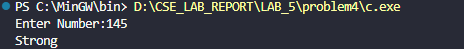 PS C:\MinGW\bin> D:\CSE_LAB_REPORT\LAB_5\problem4\c.exe
Enter Number:145
Strong